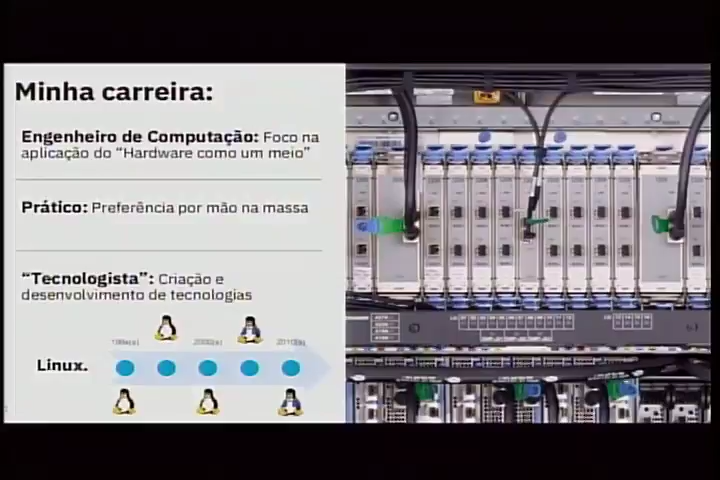 Minha carreira:
Engenheiro de Computação: Foco na
aplicação do “Hardware como um meio”
Prático: Preferência por mão na massa
“Tecnologista”: Criação e
desenvolvimento de tecnologias
Linux.